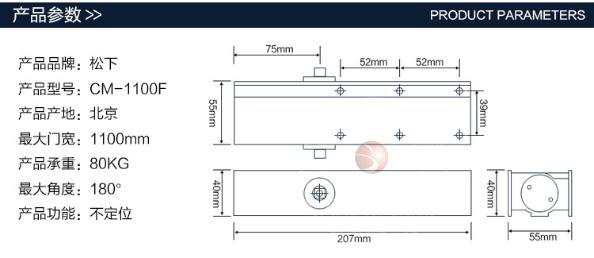 产品参数 >> PRODUCT PARAMETERS
产品品牌: 松下
产品型号: CM-1100F
产品产地: 北京
最大门宽: 1100mm
产品承重: 80KG
最大角度: 180°
产品功能: 不定位
75mm
52mm
52mm
55mm
39mm
40mm
40mm
207mm
55mm